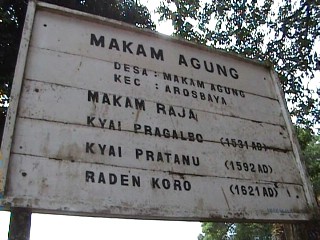 MAKAM AGUNG
DESA : MAKAM AGUNG
KEC : AROSBAYA
MAKAM RAJA
KYAI PRAGALBO (1531 AD)
KYAI PRATANU (1592 AD)
RADEN KORO (1621 AD)